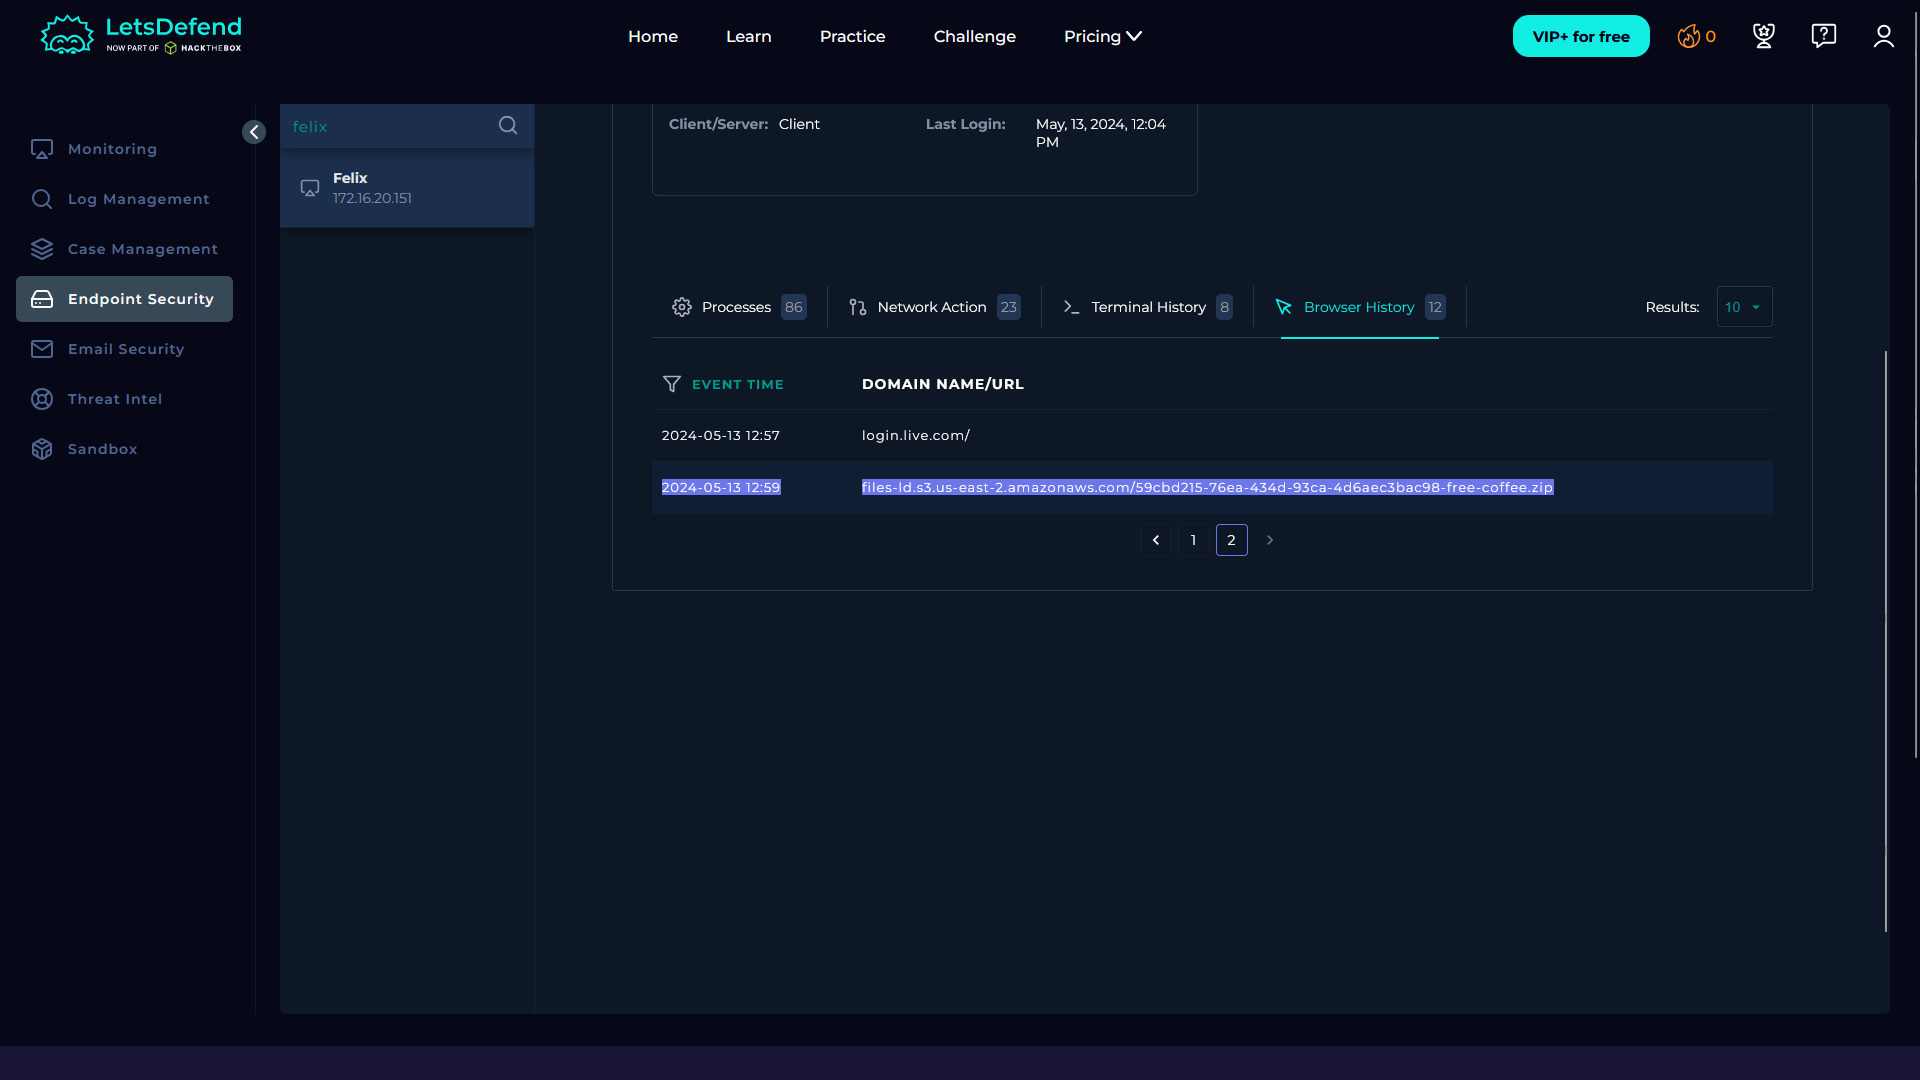 LetsDefend
NOW PART OF HACKTHEBOX
Home
Learn
Practice
Challenge
Pricing
VIP+ for free
0
Monitoring
Log Management
Case Management
Endpoint Security
Email Security
Threat Intel
Sandbox
felix
Felix
172.16.20.151
Client/Server: Client
Last Login: May, 13, 2024, 12:04
PM
Processes 86
Network Action 23
Terminal History 8
Browser History 12
Results: 10
EVENT TIME DOMAIN NAME/URL
2024-05-13 12:57 login.live.com/
2024-05-13 12:59 files-ld.s3.us-east-2.amazonaws.com/59cbd215-76ea-434d-93ca-4d6aec3bac98-free-coffee.zip
1 2